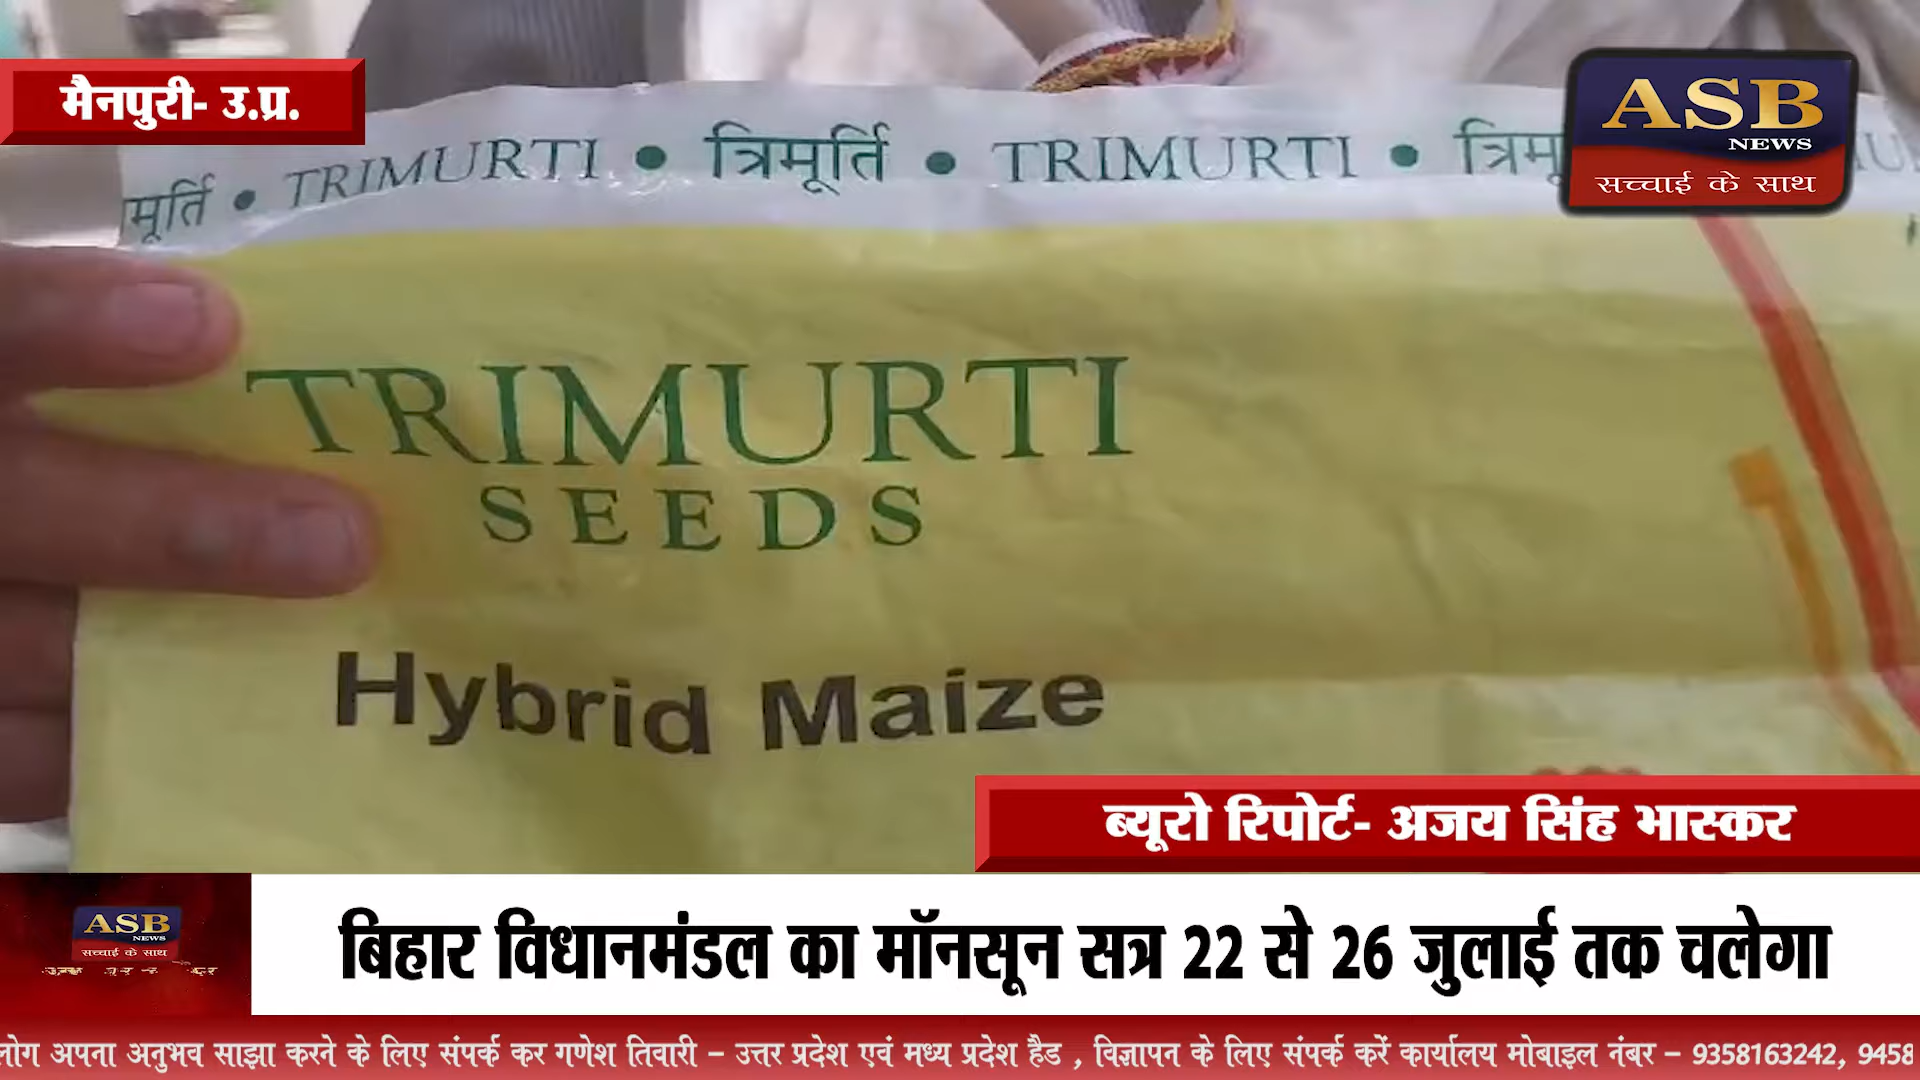 मैनपुरी- उ.प्र.
मूर्ति • TRIMURTI • त्रिमूर्ति • TRIMURTI •
ASB
NEWS
सच्चाई के साथ
TRIMURTI
SEEDS
Hybrid Maize
ब्यूरो रिपोर्ट- अजय सिंह भास्कर
ASB
NEWS
सच्चाई के साथ
बिहार विधानमंडल का मॉनसून सत्र 22 से 26 जुलाई तक चलेगा
लोग अपना अनुभव साझा करने के लिए संपर्क कर गणेश तिवारी – उत्तर प्रदेश एवं मध्य प्रदेश हैड , विज्ञापन के लिए संपर्क करें कार्यालय मोबाइल नंबर – 9358163242, 9458